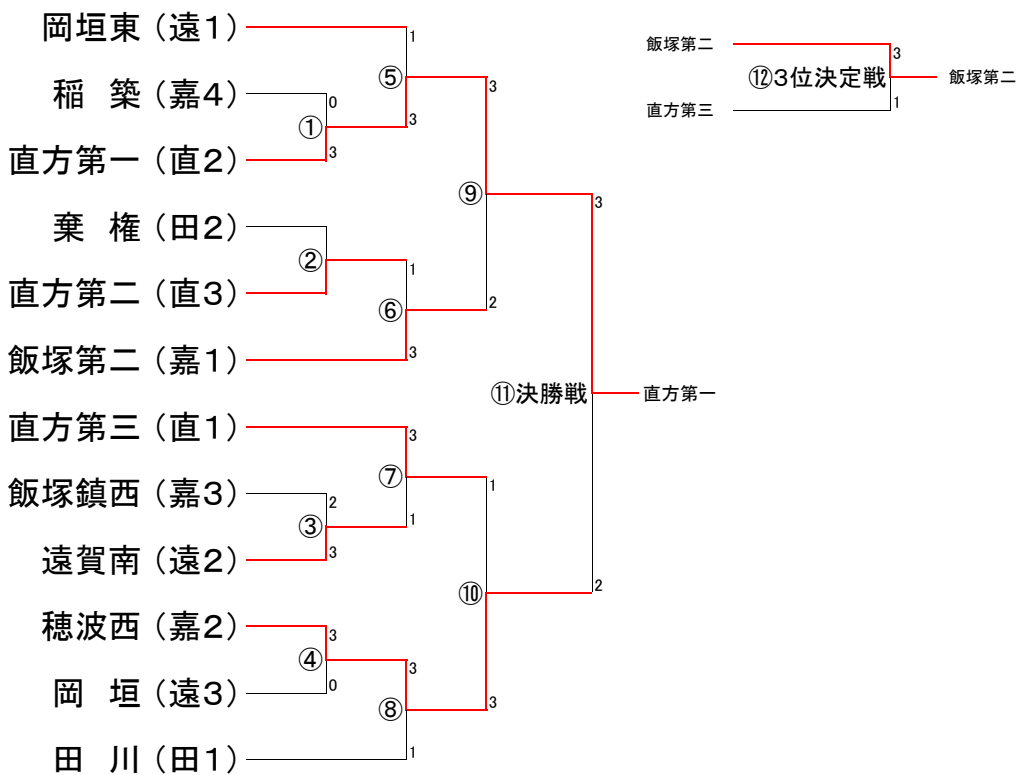 岡垣東（遠1）
稲　築（嘉4）
直方第一（直2）
棄　権（田2）
直方第二（直3）
飯塚第二（嘉1）
直方第三（直1）
飯塚鎮西（嘉3）
遠賀南（遠2）
穂波西（嘉2）
岡　垣（遠3）
田　川（田1）
①
0
3
②
③
2
3
④
3
0
⑤
1
3
⑥
1
3
⑦
3
1
⑧
3
1
⑨
3
2
⑩
1
3
⑪決勝戦
3
2
直方第一
飯塚第二
直方第三
⑫3位決定戦
3
1
飯塚第二